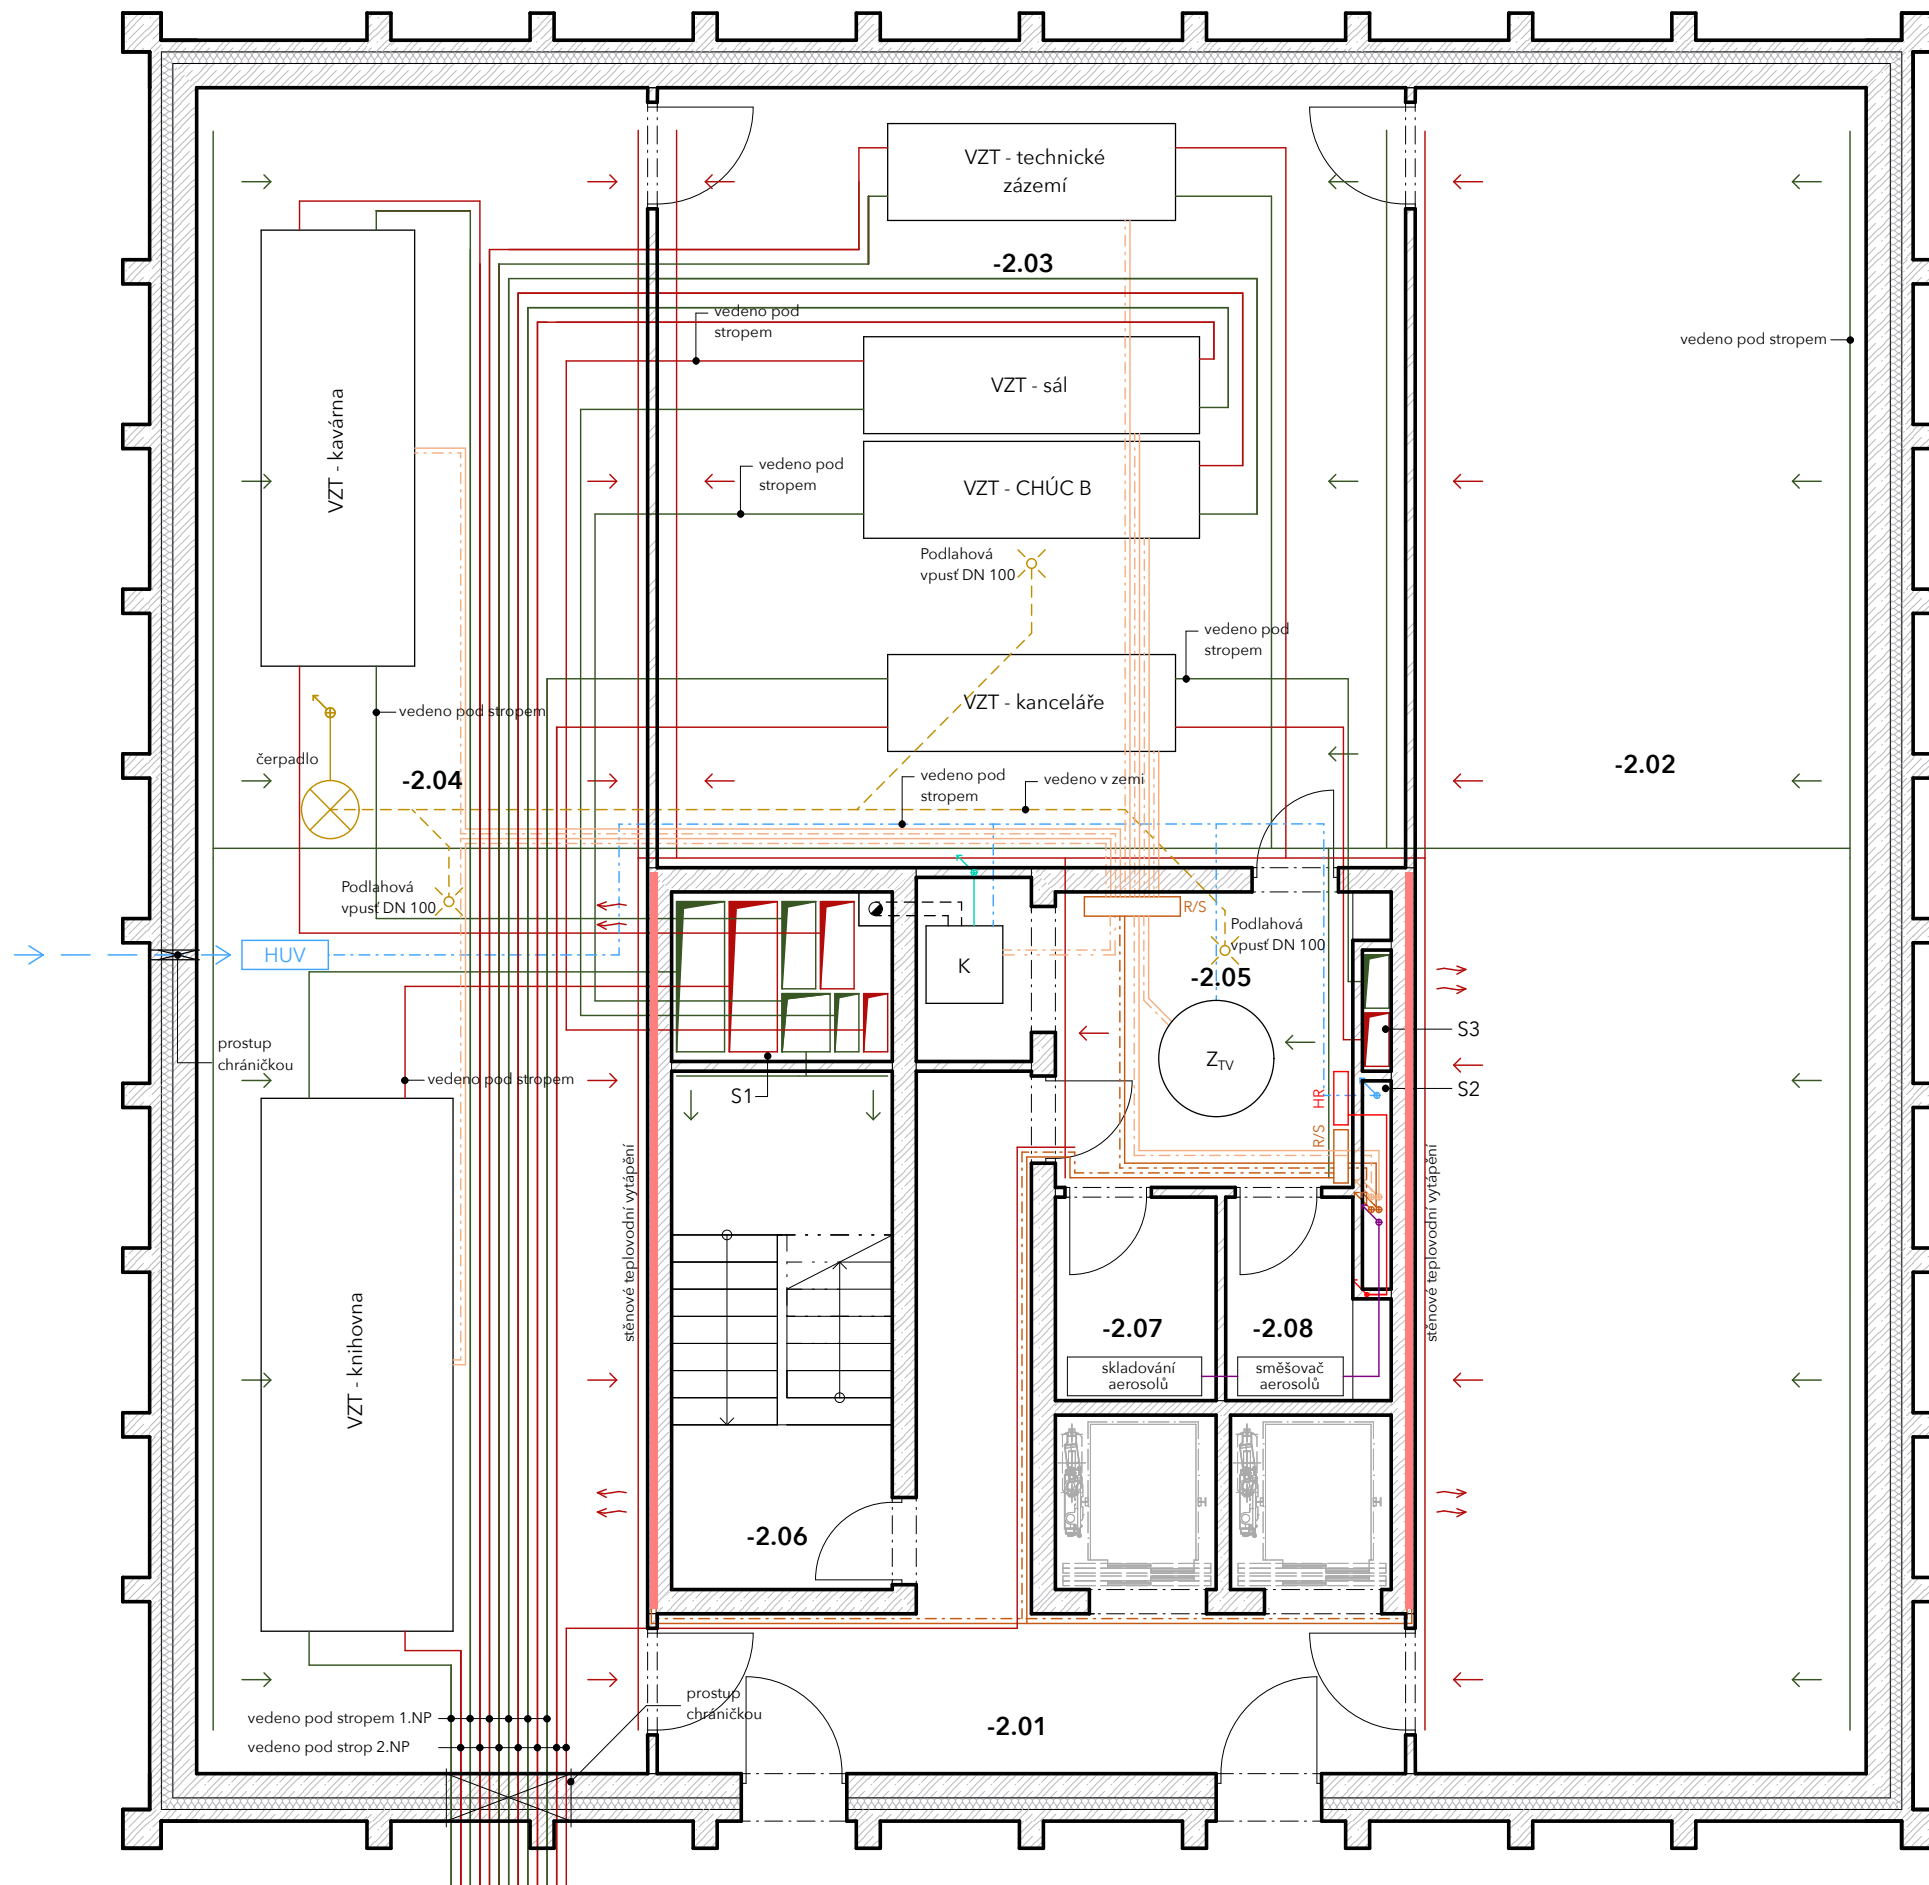 VZT - technické
zázemí
-2.03
vedeno pod
stropem
vedeno pod stropem
VZT - sál
VZT - kavárna
vedeno pod
stropem
VZT - CHÚC B
Podlahová
vpusť DN 100
vedeno pod
stropem
VZT - kanceláře
vedeno pod stropem
čerpadlo
-2.04
vedeno pod
stropem
vedeno v zemi
-2.02
Podlahová
vpusť DN 100
R/S
Podlahová
vpusť DN 100
HUV
K
-2.05
S3
prostup
chráničkou
Z TV
vedeno pod stropem
S1
HR
S2
R/S
stěnové teplovodní vytápění
stěnové teplovodní vytápění
VZT - knihovna
-2.07
-2.08
skladování
aerosolů
směšovač
aerosolů
-2.06
prostup
chráničkou
vedeno pod stropem 1.NP
-2.01
vedeno pod strop 2.NP